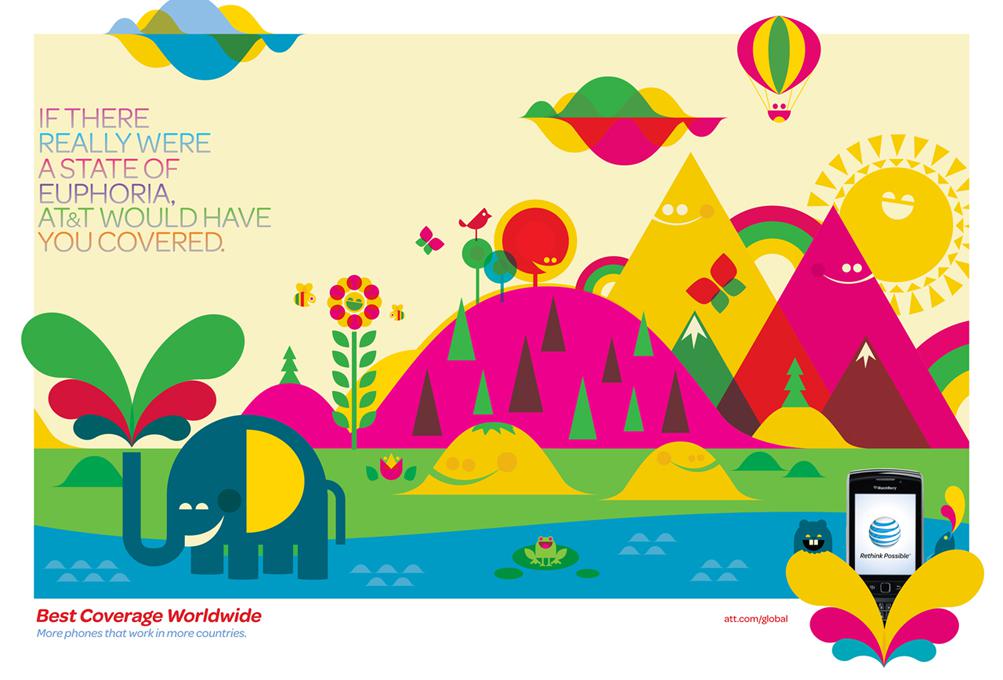 IF THERE
REALLY WERE
A STATE OF
EUPHORIA,
AT&T WOULD HAVE
YOU COVERED.
BlackBerry
Rethink Possible®
Best Coverage Worldwide
More phones that work in more countries.
att.com/global